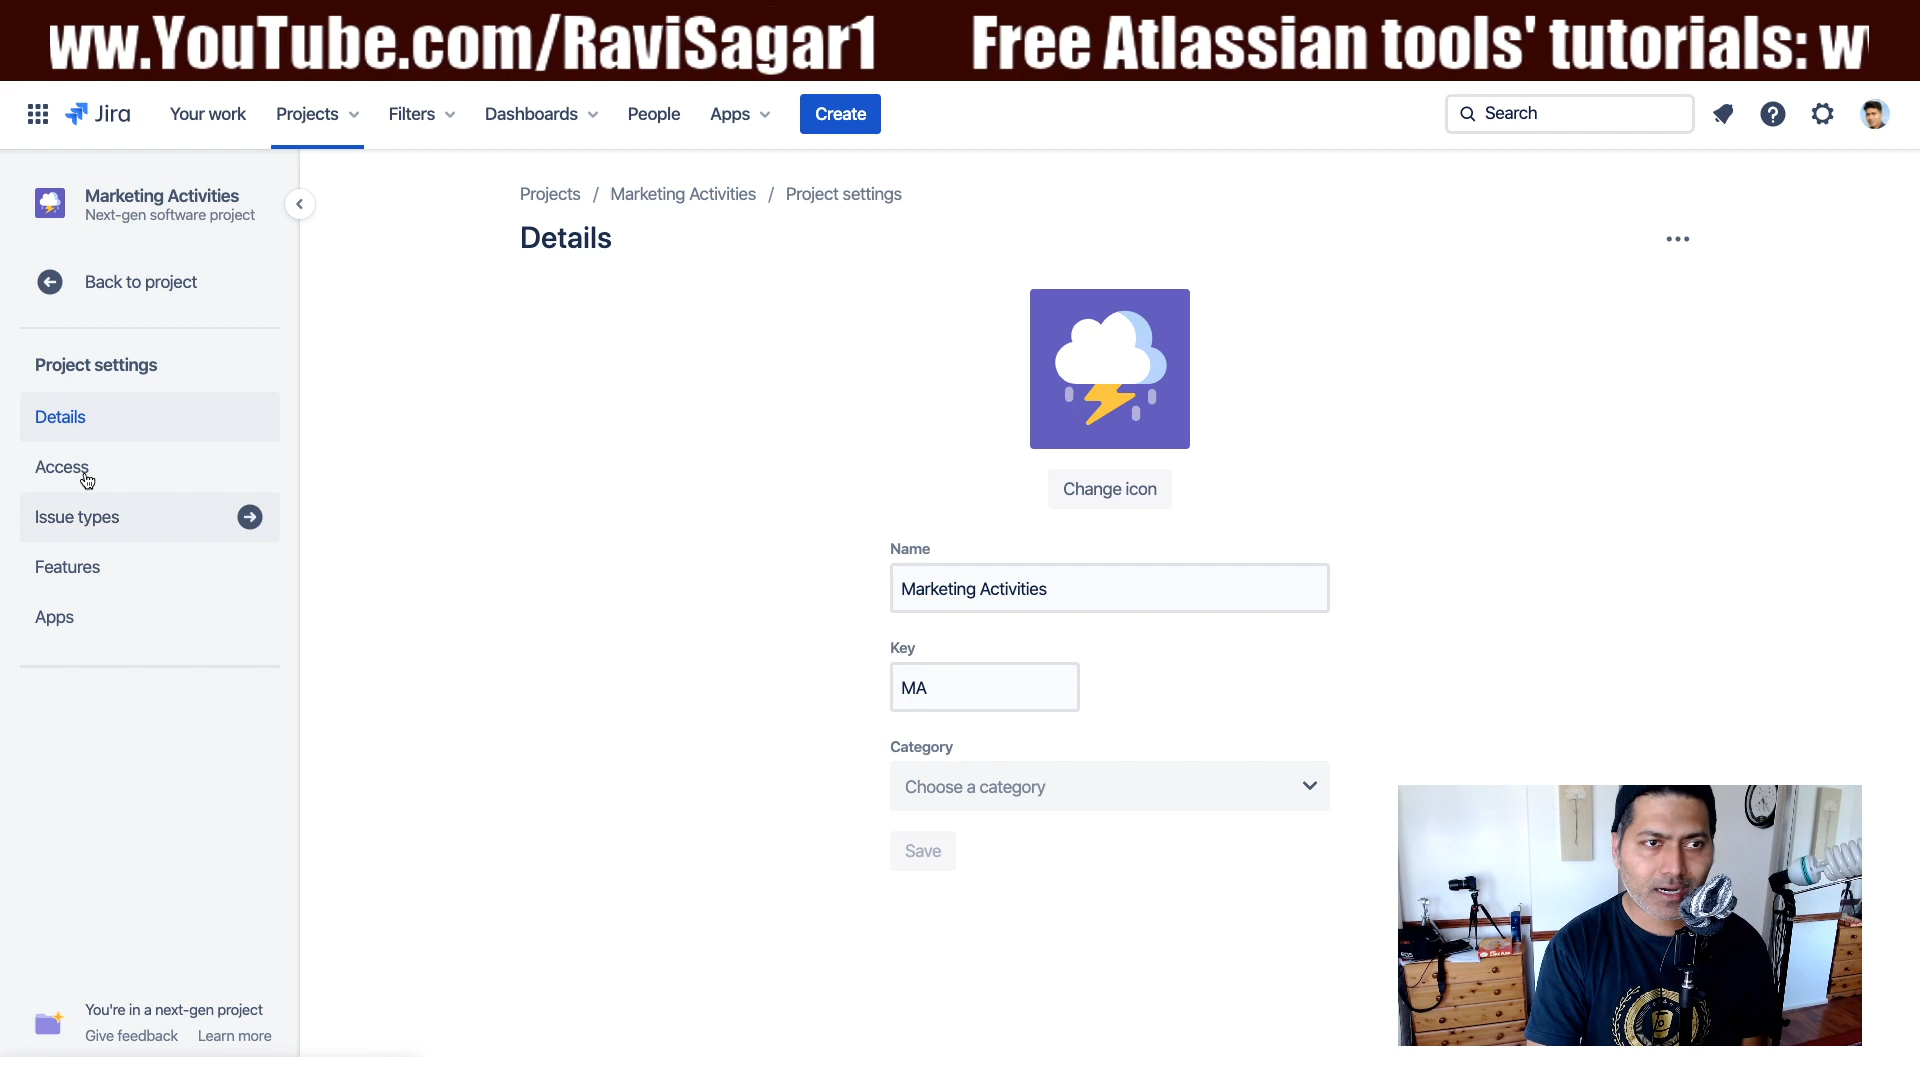 ww.YouTube.com/RaviSagar1 Free Atlassian tools' tutorials: w
Jira Your work Projects Filters Dashboards People Apps Create Search
Marketing Activities
Next-gen software project
Back to project
Project settings
Details
Access
Issue types
Features
Apps
You're in a next-gen project
Give feedback Learn more
Projects / Marketing Activities / Project settings
Details
Change icon
Name
Marketing Activities
Key
MA
Category
Choose a category
Save